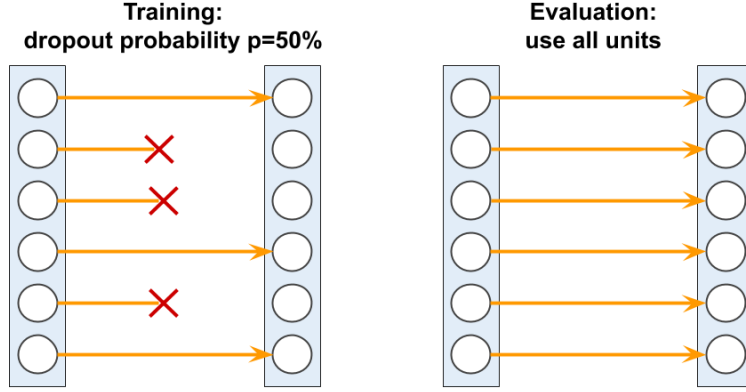 Training:
dropout probability p=50%
Evaluation:
use all units